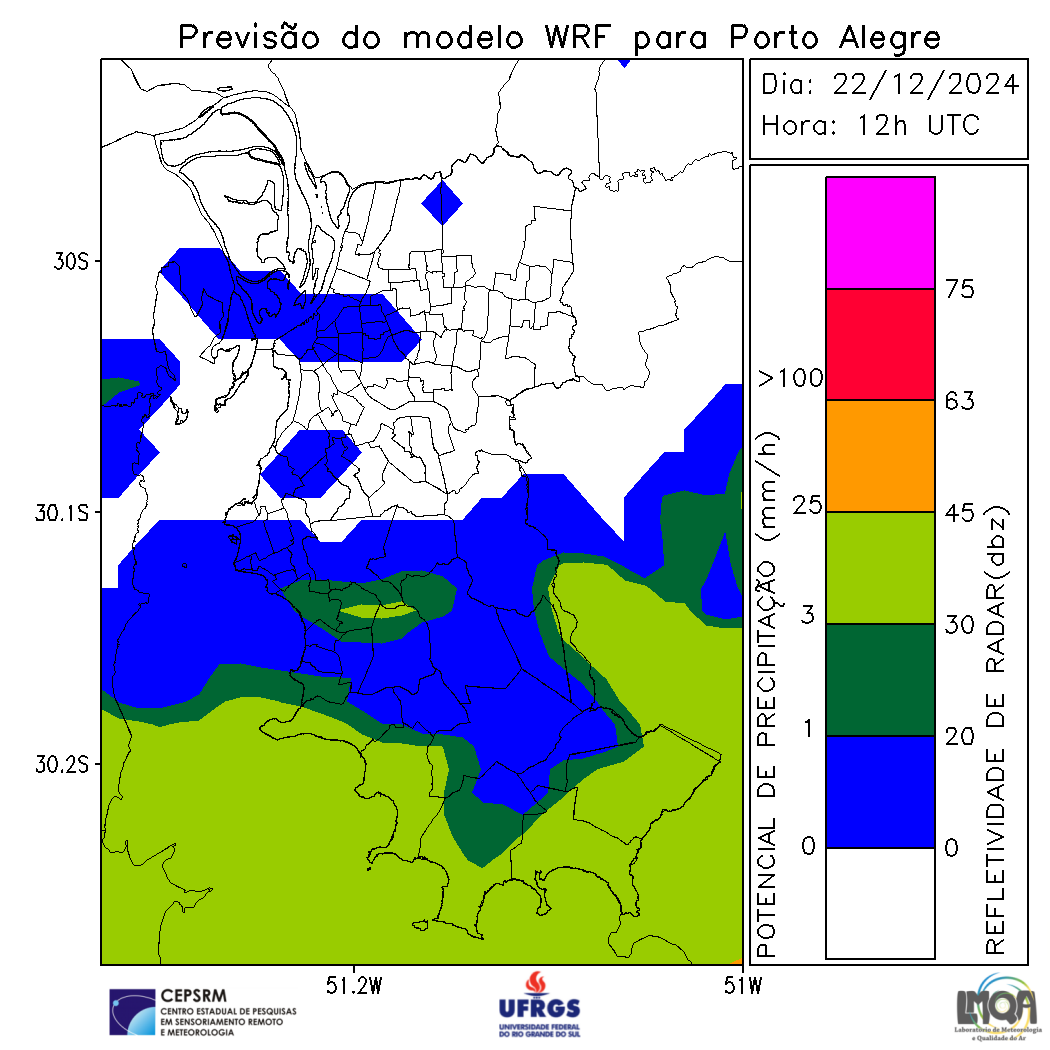 Previsão do modelo WRF para Porto Alegre
Dia: 22/12/2024
Hora: 12h UTC
30S
30.1S
30.2S
51.2W
51W
POTENCIAL DE PRECIPITAÇÃO (mm/h)
>100
25
3
1
0
75
63
45
30
20
0
REFLETIVIDADE DE RADAR(dbz)
CEPSRM
CENTRO ESTADUAL DE PESQUISAS
EM SENSORIAMENTO REMOTO
E METEOROLOGIA
UFRGS
UNIVERSIDADE FEDERAL
DO RIO GRANDE DO SUL
LMQA
Laboratório de Meteorologia
e Qualidade do Ar